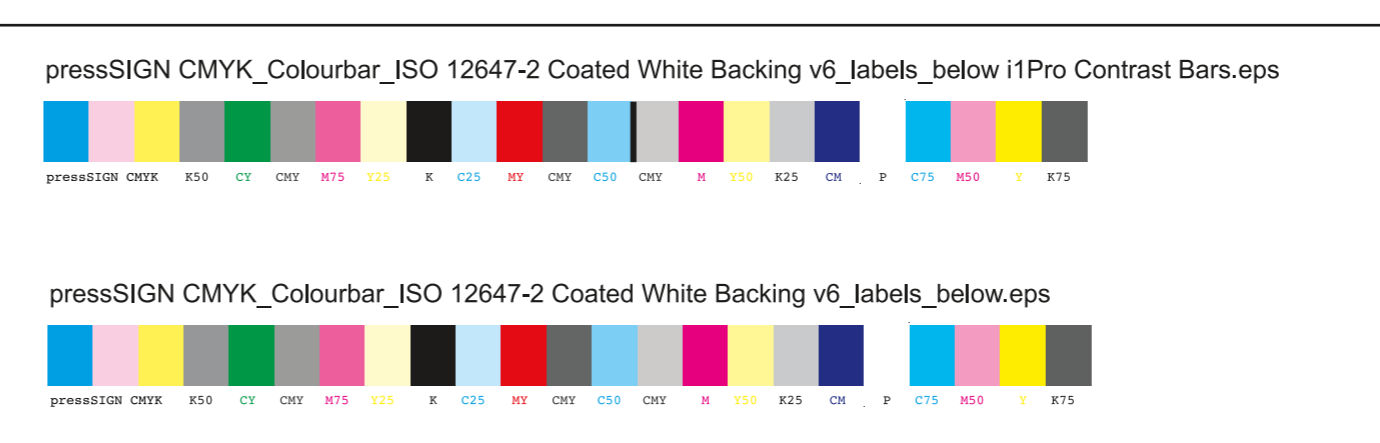 pressSIGN CMYK_Colourbar_ISO 12647-2 Coated White Backing v6_labels_below i1Pro Contrast Bars.eps
pressSIGN CMYK K50 CY CMY M75 Y25 K C25 MY CMY C50 CMY M Y50 K25 CM P C75 M50 Y K75
pressSIGN CMYK_Colourbar_ISO 12647-2 Coated White Backing v6_labels_below.eps
pressSIGN CMYK K50 CY CMY M75 Y25 K C25 MY CMY C50 CMY M Y50 K25 CM P C75 M50 Y K75